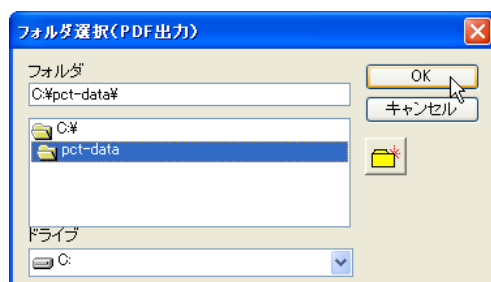 フォルダ選択(PDF出力)
フォルダ
C:¥pct-data¥
OK
キャンセル
C:¥
pct-data
ドライブ
C: